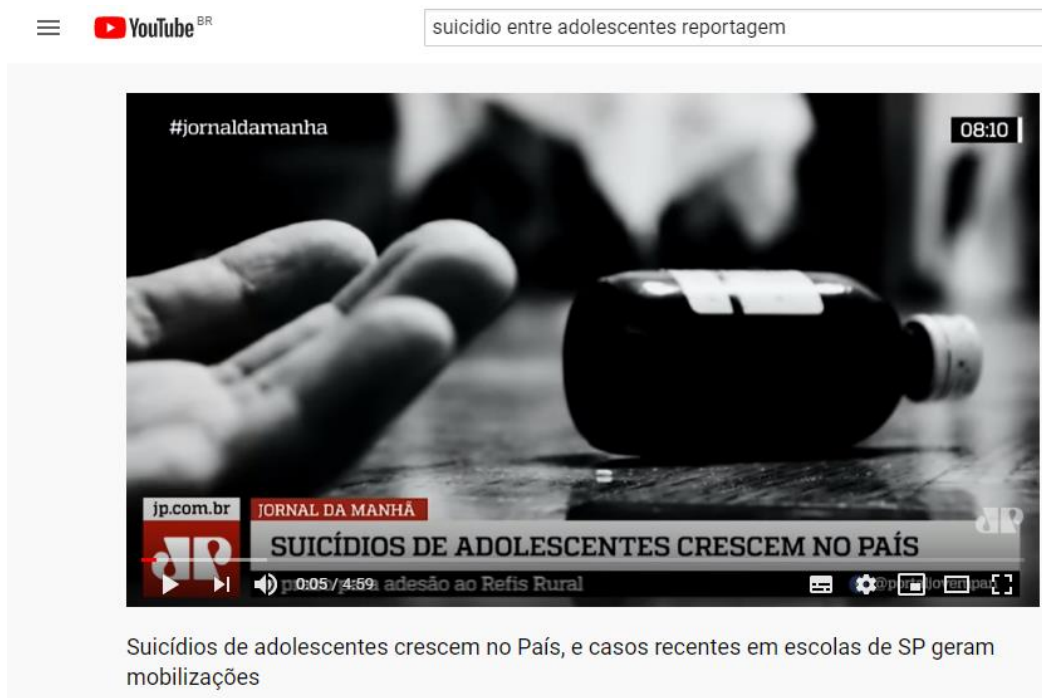 YouTube BR
suicidio entre adolescentes reportagem
#jornaldamanha
08:10
jp.com.br
JORNAL DA MANHÃ
JP
SUICÍDIOS DE ADOLESCENTES CRESCEM NO PAÍS
JP
0:05 / 4:59
adesão ao Refis Rural
Suicídios de adolescentes crescem no País, e casos recentes em escolas de SP geram
mobilizações